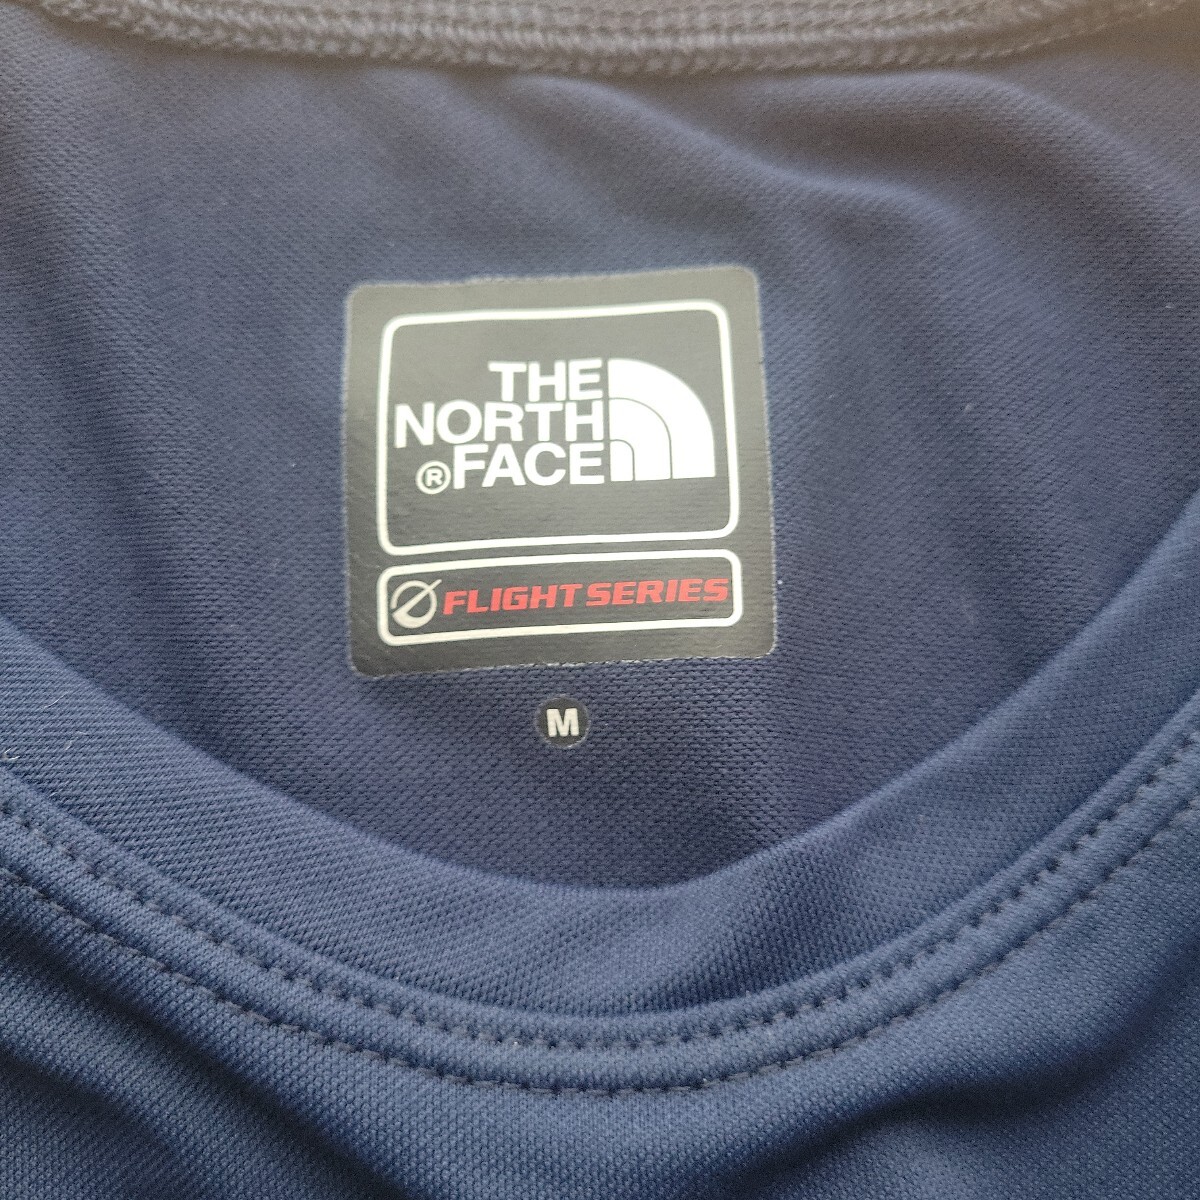 THE
NORTH
®FACE
FLIGHT SERIES
M